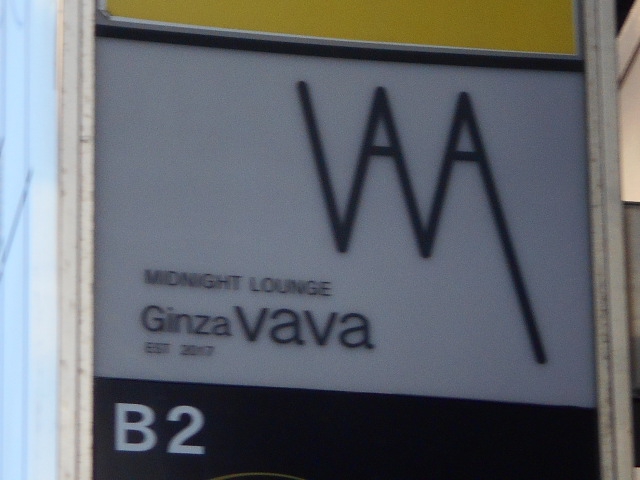 VAVA
MIDNIGHT LOUNGE
Ginza vava
EST 2017
B2